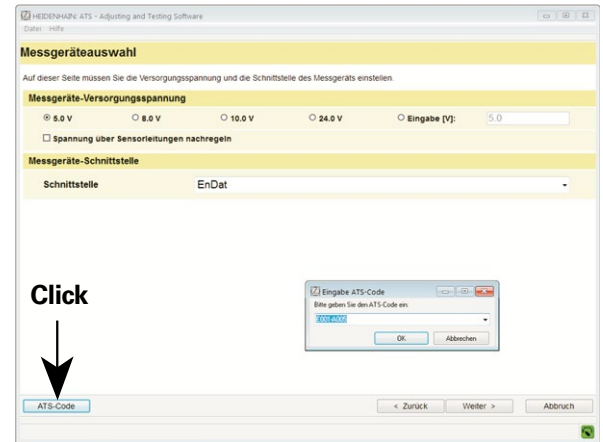 HEIDENHAIN: ATS - Adjusting and Testing Software
Datei Hilfe
Messgeräteauswahl
Auf dieser Seite müssen Sie die Versorgungsspannung und die Schnittstelle des Messgeräts einstellen.
Messgeräte-Versorgungsspannung
5.0 V 8.0 V 10.0 V 24.0 V Eingabe [V]: 5.0
Spannung über Sensorleitungen nachregeln
Messgeräte-Schnittstelle
Schnittstelle EnDat
Eingabe ATS-Code
Bitte geben Sie den ATS-Code ein:
E001-A005
OK Abbrechen
Click
ATS-Code < Zurück Weiter > Abbruch